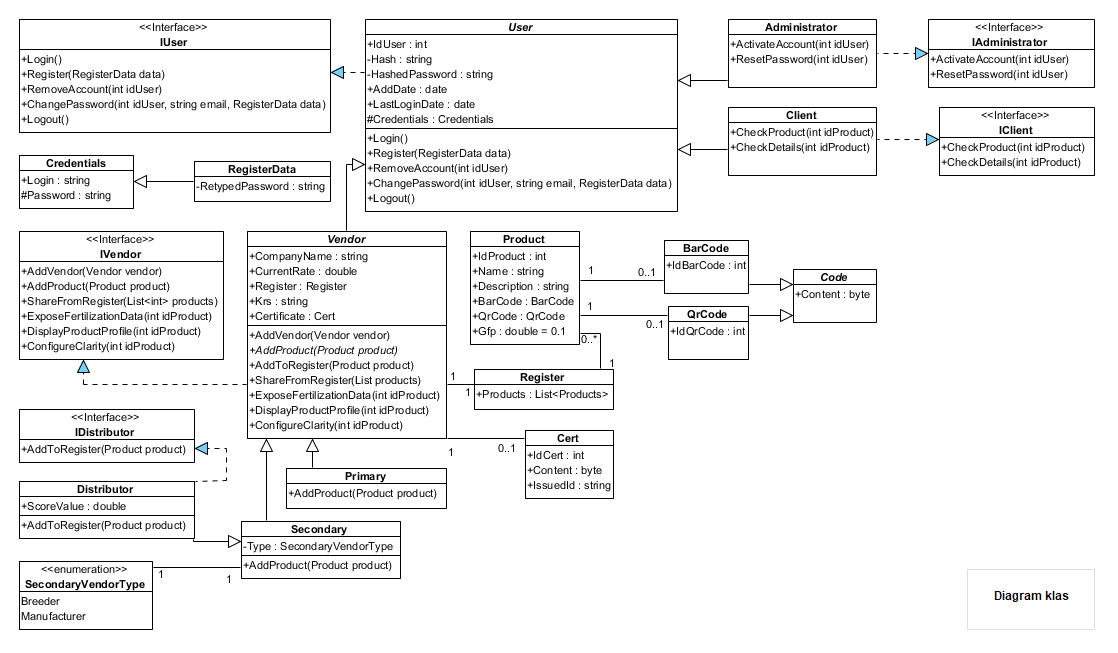 <<Interface>>
IUser
+Login()
+Register(RegisterData data)
+RemoveAccount(int idUser)
+ChangePassword(int idUser, string email, RegisterData data)
+Logout()
User
+IdUser : int
-Hash : string
-HashedPassword : string
+AddDate : date
+LastLoginDate : date
#Credentials : Credentials
+Login()
+Register(RegisterData data)
+RemoveAccount(int idUser)
+ChangePassword(int idUser, string email, RegisterData data)
+Logout()
Administrator
+ActivateAccount(int idUser)
+ResetPassword(int idUser)
<<Interface>>
IAdministrator
+ActivateAccount(int idUser)
+ResetPassword(int idUser)
Client
+CheckProduct(int idProduct)
+CheckDetails(int idProduct)
<<Interface>>
IClient
+CheckProduct(int idProduct)
+CheckDetails(int idProduct)
Credentials
+Login : string
#Password : string
RegisterData
-RetypedPassword : string
<<Interface>>
IVendor
+AddVendor(Vendor vendor)
+AddProduct(Product product)
+ShareFromRegister(List<int> products)
+ExposeFertilizationData(int idProduct)
+DisplayProductProfile(int idProduct)
+ConfigureClarity(int idProduct)
Vendor
+CompanyName : string
+CurrentRate : double
+Register : Register
+Krs : string
+Certificate : Cert
+AddVendor(Vendor vendor)
+AddProduct(Product product)
+AddToRegister(Product product)
+ShareFromRegister(List products)
+ExposeFertilizationData(int idProduct)
+DisplayProductProfile(int idProduct)
+ConfigureClarity(int idProduct)
Product
+IdProduct : int
+Name : string
+Description : string
+BarCode : BarCode
+QrCode : QrCode
+Gfp : double = 0.1
1
0..1
BarCode
+IdBarCode : int
Code
+Content : byte
1
0..1
QrCode
+IdQrCode : int
0..*
1
Register
+Products : List<Products>
1
1
<<Interface>>
IDistributor
+AddToRegister(Product product)
1
0..1
Cert
+IdCert : int
+Content : byte
+IssuedId : string
Primary
+AddProduct(Product product)
Distributor
+ScoreValue : double
+AddToRegister(Product product)
Secondary
-Type : SecondaryVendorType
+AddProduct(Product product)
<<enumeration>>
SecondaryVendorType
Breeder
Manufacturer
1
1
Diagram klas